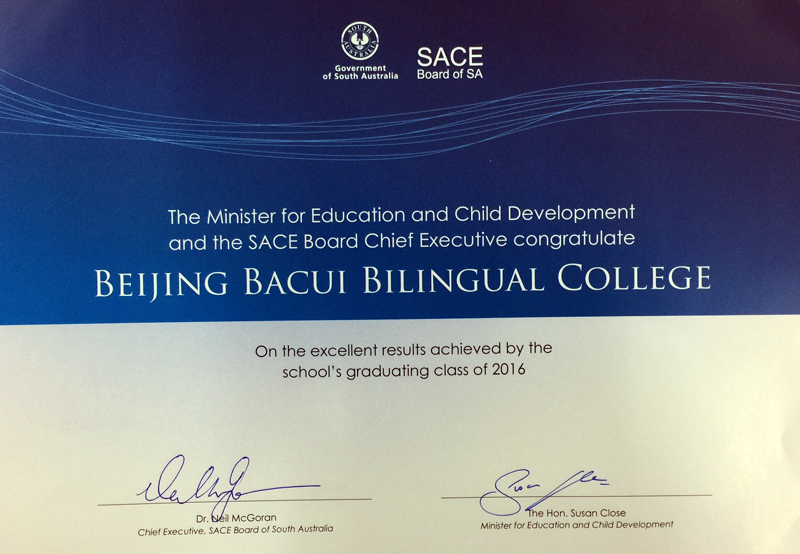 SOUTH
AUSTRALIA
Government
of South Australia
SACE
Board of SA
The Minister for Education and Child Development
and the SACE Board Chief Executive congratulate
BEIJING BACUI BILINGUAL COLLEGE
On the excellent results achieved by the
school's graduating class of 2016
Dr. Neil McGoran
Chief Executive, SACE Board of South Australia
The Hon. Susan Close
Minister for Education and Child Development